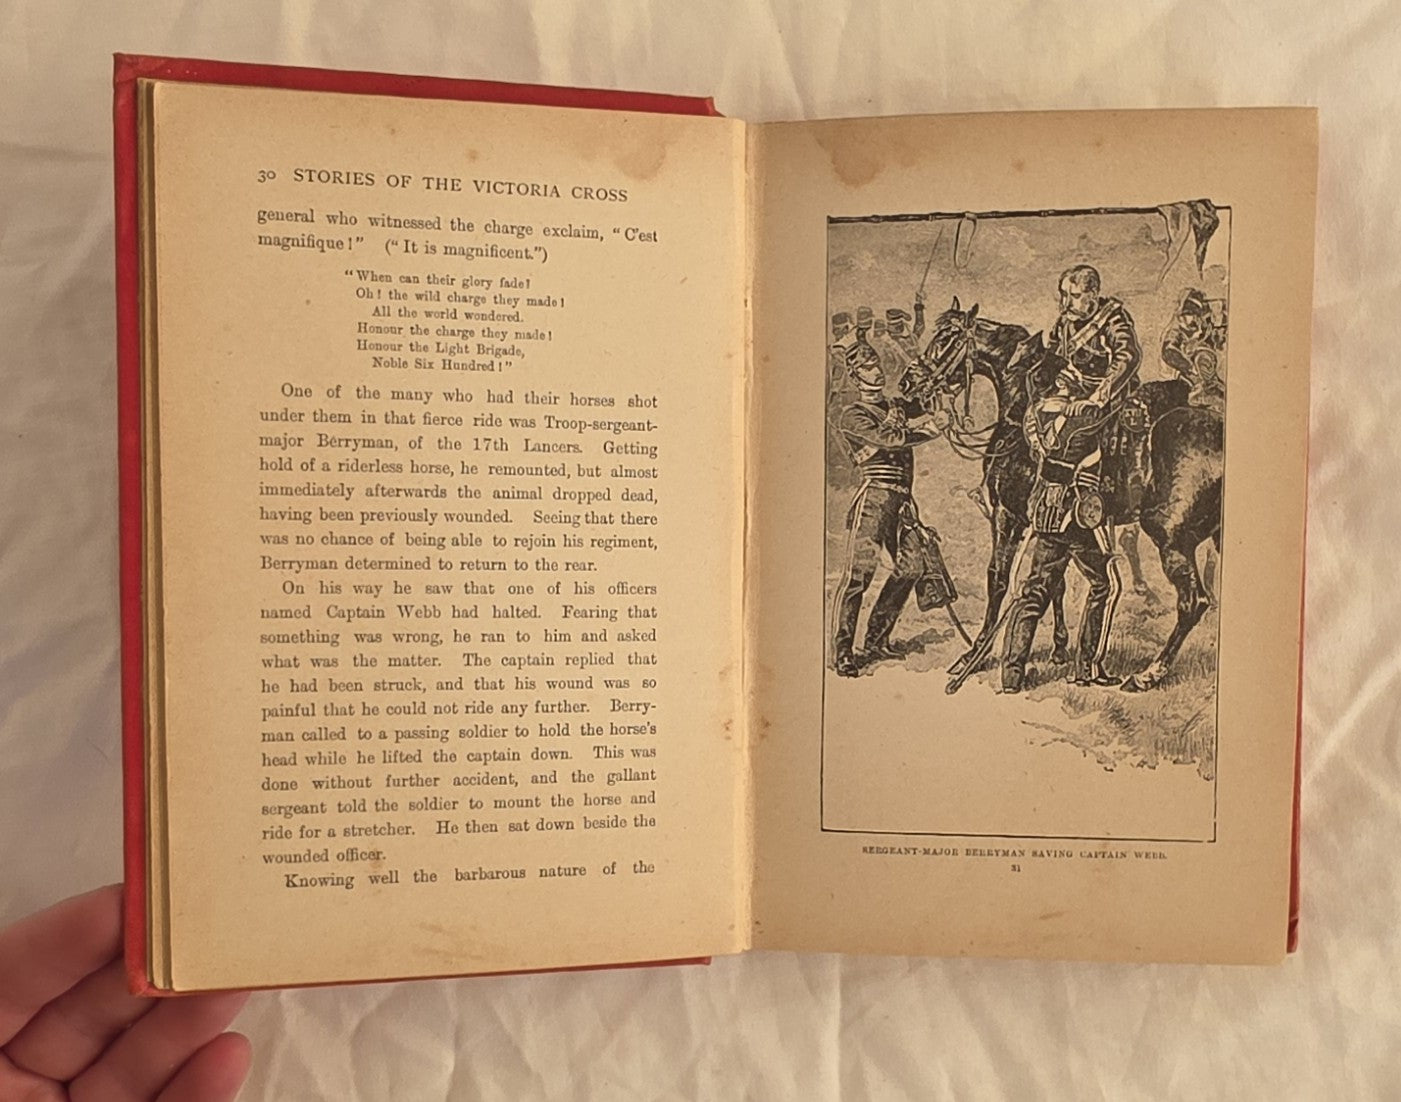 30 STORIES OF THE VICTORIA CROSS
general who witnessed the charge exclaim, "C'est
magnifique!" ("It is magnificent.")
"When can their glory fade!
Oh! the wild charge they made!
All the world wondered.
Honour the charge they made!
Honour the Light Brigade,
Noble Six Hundred!"
One of the many who had their horses shot
under them in that fierce ride was Troop-sergeant-
major Berryman, of the 17th Lancers. Getting
hold of a riderless horse, he remounted, but almost
immediately afterwards the animal dropped dead,
having been previously wounded. Seeing that there
was no chance of being able to rejoin his regiment,
Berryman determined to return to the rear.
On his way he saw that one of his officers
named Captain Webb had halted. Fearing that
something was wrong, he ran to him and asked
what was the matter. The captain replied that
he had been struck, and that his wound was so
painful that he could not ride any further. Berry-
man called to a passing soldier to hold the horse's
head while he lifted the captain down. This was
done without further accident, and the gallant
sergeant told the soldier to mount the horse and
ride for a stretcher. He then sat down beside the
wounded officer.
Knowing well the barbarous nature of the
SERGEANT-MAJOR BERRYMAN SAVING CAPTAIN WEBB.
31